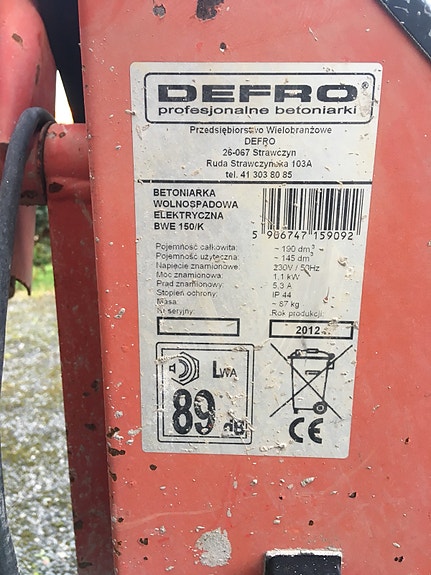 DEFRO®
profesjonalne betoniarki
Przedsiębiorstwo Wielobranżowe
DEFRO
26-067 Strawczyn
Ruda Strawczyńska 103A
tel. 41 303 80 85
BETONIARKA
WOLNOSPADOWA
ELEKTRYCZNA
BWE 150/K
5 906747 159092
Pojemność całkowita: ~ 190 dm³
Pojemność użyteczna: ~ 145 dm³
Napięcie znamionowe: 230V / 50Hz
Moc znamionowa: 1,1 kW
Prąd znamionowy: 5,3 A
Stopień ochrony: IP 44
Masa: ~ 67 kg
Nr seryjny: Rok produkcji:
2012
LWA
89 dB
CE